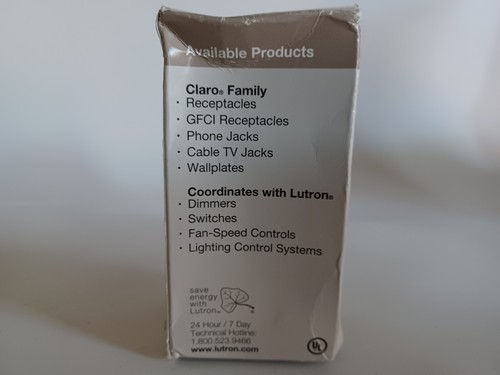 Available Products
Claro® Family
· Receptacles
· GFCI Receptacles
· Phone Jacks
· Cable TV Jacks
· Wallplates
Coordinates with Lutron®
· Dimmers
· Switches
· Fan-Speed Controls
· Lighting Control Systems
save
energy
with
Lutron™
®
24 Hour / 7 Day
Technical Hotline:
1.800.523.9466
www.lutron.com
UL